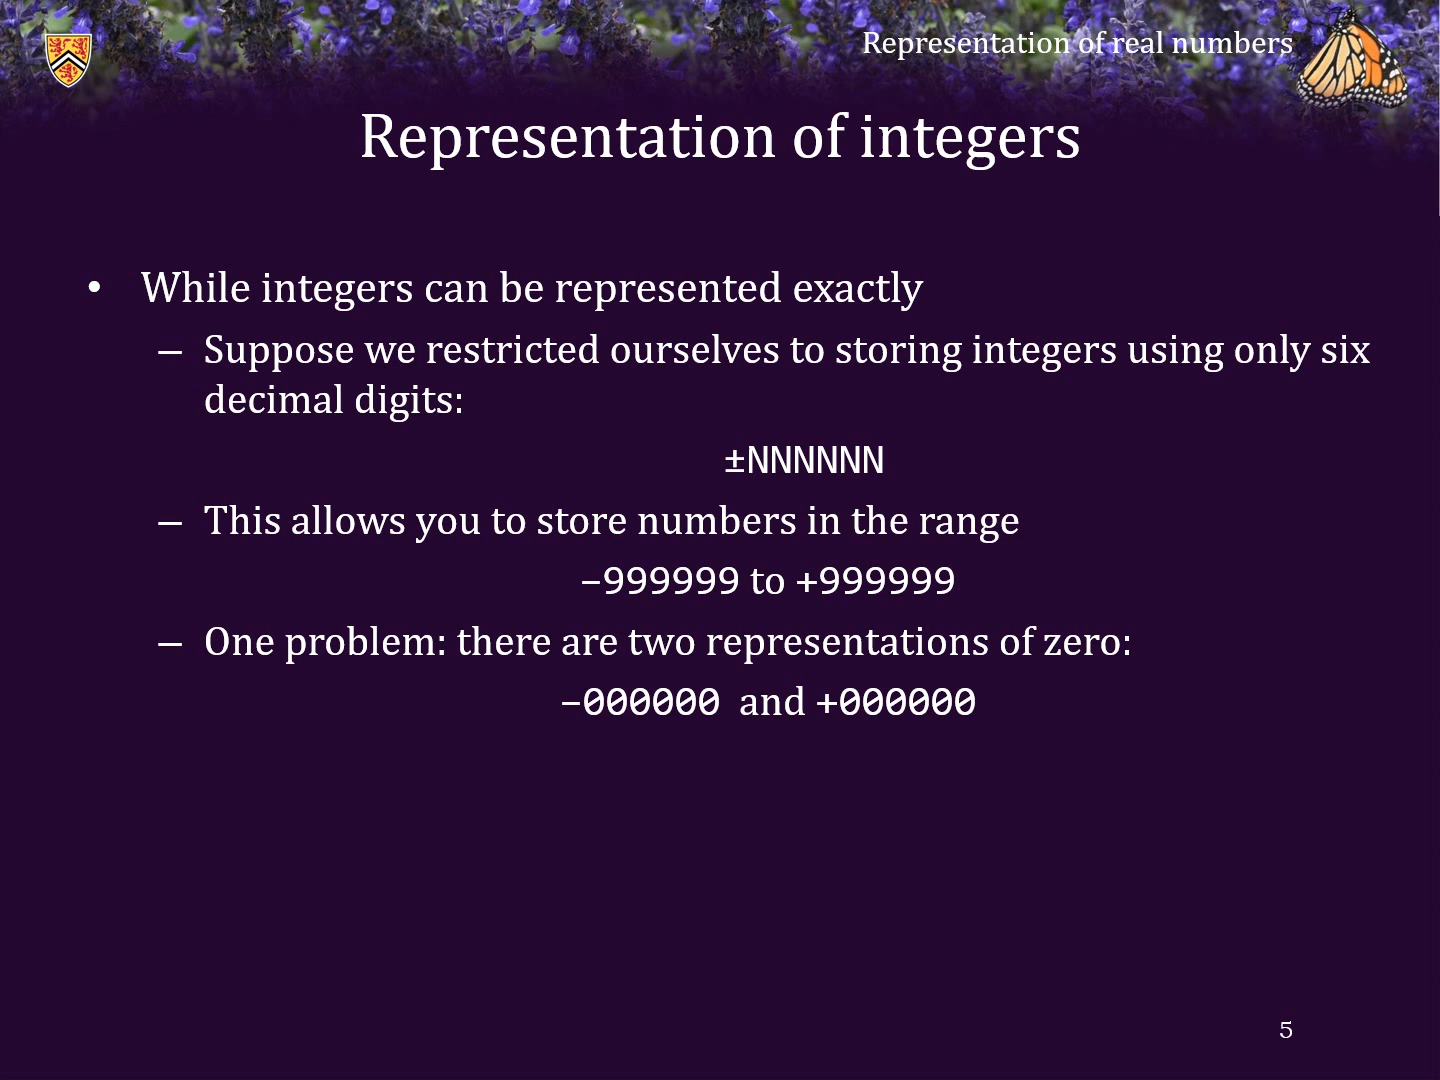 Representation of real numbers
Representation of integers
• While integers can be represented exactly
– Suppose we restricted ourselves to storing integers using only six
decimal digits:
±NNNNNN
– This allows you to store numbers in the range
–999999 to +999999
– One problem: there are two representations of zero:
–000000 and +000000
5